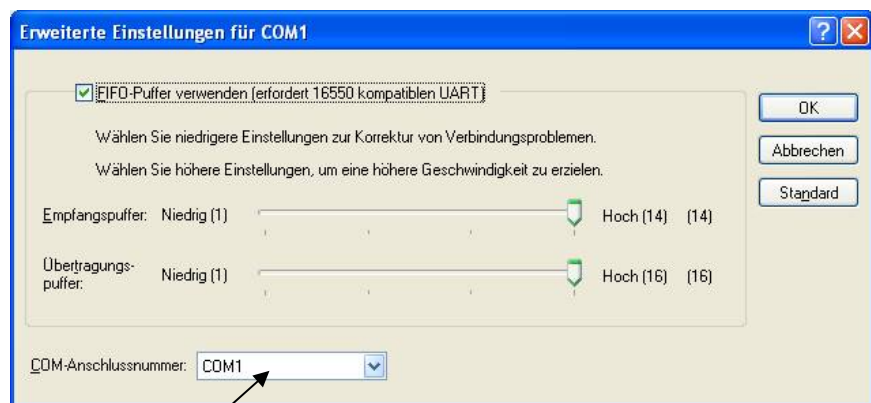 Erweiterte Einstellungen für COM1
FIFO-Puffer verwenden (erfordert 16550 kompatiblen UART)
OK
Wählen Sie niedrigere Einstellungen zur Korrektur von Verbindungsproblemen.
Abbrechen
Wählen Sie höhere Einstellungen, um eine höhere Geschwindigkeit zu erzielen.
Standard
Empfangspuffer: Niedrig (1) Hoch (14) (14)
Übertragungs-
puffer: Niedrig (1) Hoch (16) (16)
COM-Anschlussnummer: COM1